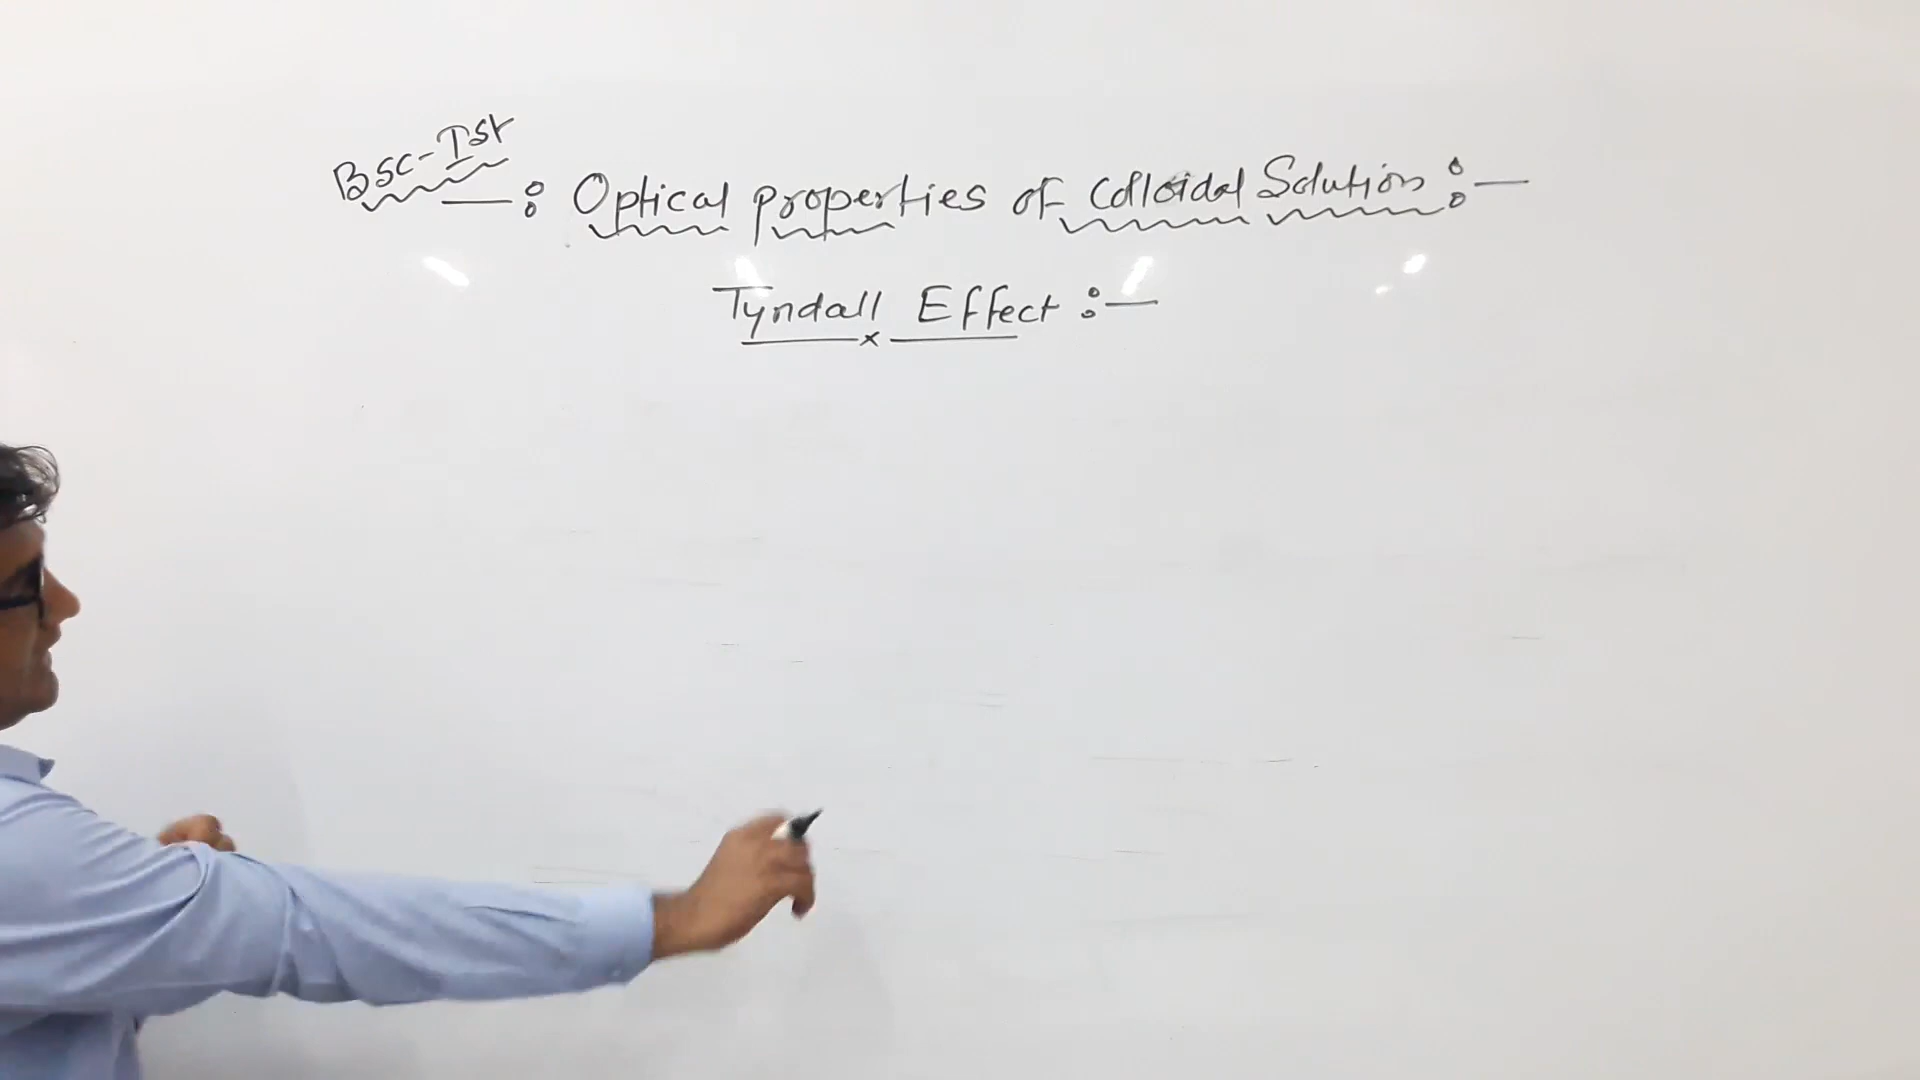 Bsc-Ist
—: Optical properties of Colloidal Solution :—
Tyndall Effect :—